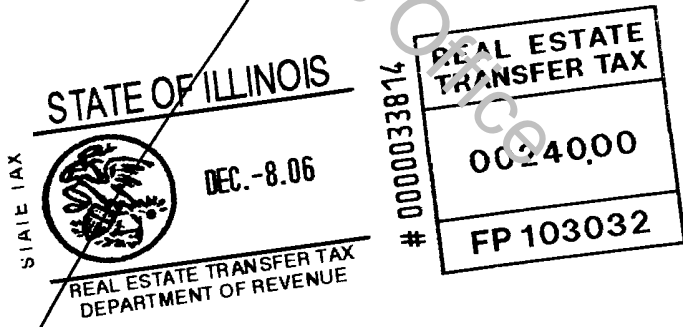 STATE OF ILLINOIS
STATE TAX
DEC.-8.06
REAL ESTATE TRANSFER TAX
DEPARTMENT OF REVENUE
# 0000033814
REAL ESTATE
TRANSFER TAX
0024000
FP 103032
Office